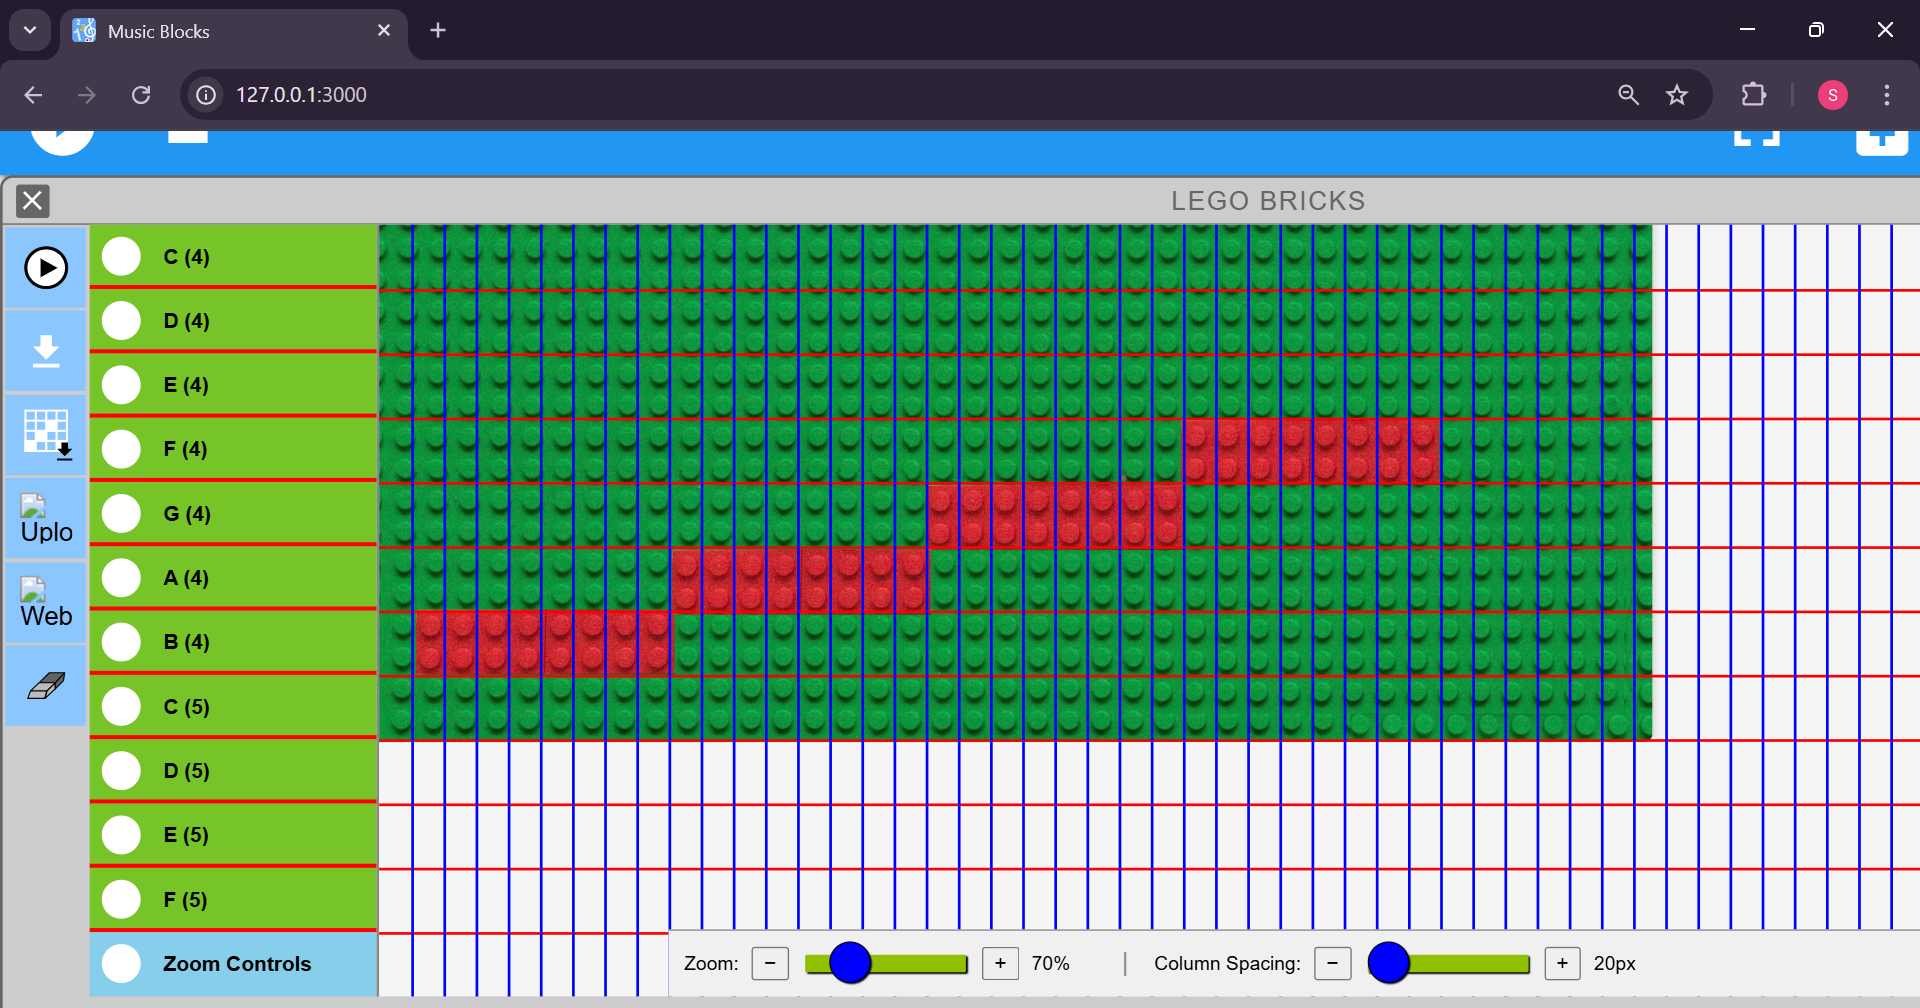 Music Blocks
127.0.0.1:3000
S
LEGO BRICKS
C (4)
D (4)
E (4)
F (4)
G (4)
Uplo
A (4)
Web
B (4)
C (5)
D (5)
E (5)
F (5)
Zoom Controls
Zoom: − + 70% | Column Spacing: − + 20px